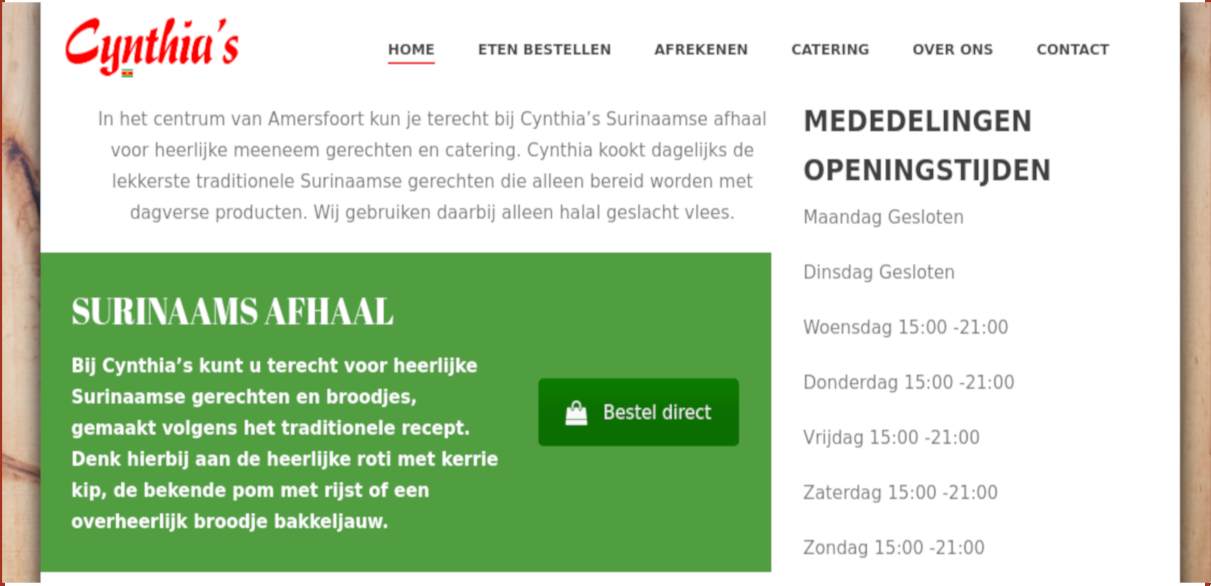 Cynthia's
HOME ETEN BESTELLEN AFREKENEN CATERING OVER ONS CONTACT
In het centrum van Amersfoort kun je terecht bij Cynthia’s Surinaamse afhaal
voor heerlijke meeneem gerechten en catering. Cynthia kookt dagelijks de
lekkerste traditionele Surinaamse gerechten die alleen bereid worden met
dagverse producten. Wij gebruiken daarbij alleen halal geslacht vlees.
SURINAAMS AFHAAL
Bij Cynthia’s kunt u terecht voor heerlijke
Surinaamse gerechten en broodjes,
gemaakt volgens het traditionele recept.
Denk hierbij aan de heerlijke roti met kerrie
kip, de bekende pom met rijst of een
overheerlijk broodje bakkeljauw.
Bestel direct
MEDEDELINGEN
OPENINGSTIJDEN
Maandag Gesloten
Dinsdag Gesloten
Woensdag 15:00 -21:00
Donderdag 15:00 -21:00
Vrijdag 15:00 -21:00
Zaterdag 15:00 -21:00
Zondag 15:00 -21:00